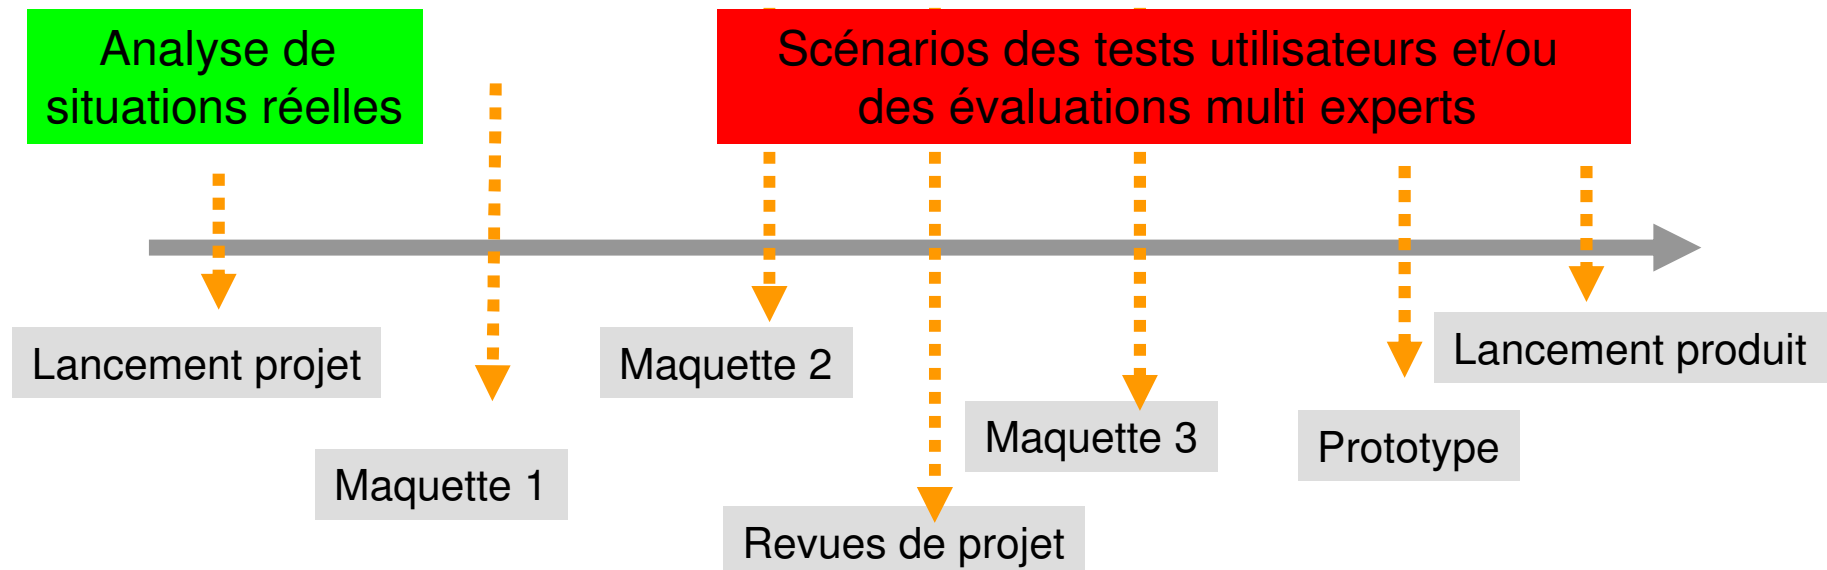 Analyse de
situations réelles
Scénarios des tests utilisateurs et/ou
des évaluations multi experts
Lancement projet
Maquette 1
Maquette 2
Revues de projet
Maquette 3
Prototype
Lancement produit